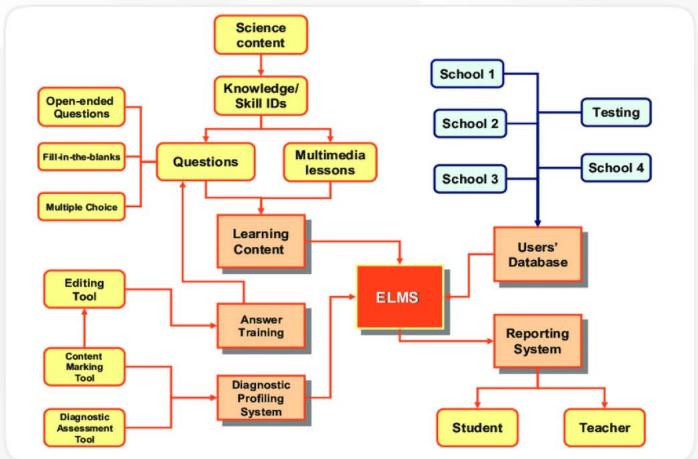 Science
content
Knowledge/
Skill IDs
Open-ended
Questions
Fill-in-the-blanks
Multiple Choice
Questions
Multimedia
lessons
Learning
Content
Editing
Tool
Answer
Training
Content
Marking
Tool
Diagnostic
Assessment
Tool
Diagnostic
Profiling
System
ELMS
School 1
School 2
School 3
Testing
School 4
Users'
Database
Reporting
System
Student
Teacher